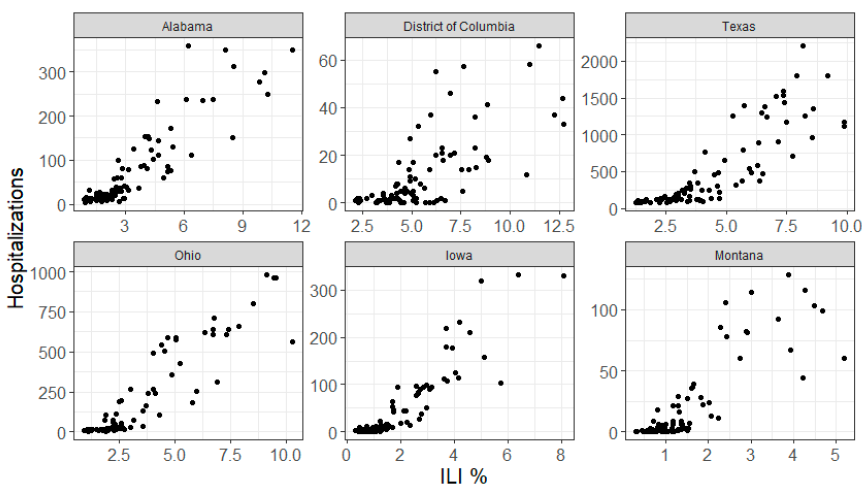 Alabama
District of Columbia
Texas
300
200
100
0
60
40
20
0
2000
1500
1000
500
0
3 6 9 12
2.5 5.0 7.5 10.0 12.5
2.5 5.0 7.5 10.0
Ohio
Iowa
Montana
1000
750
500
250
0
300
200
100
0
100
50
0
2.5 5.0 7.5 10.0
0 2 4 6 8
1 2 3 4 5
Hospitalizations
ILI %